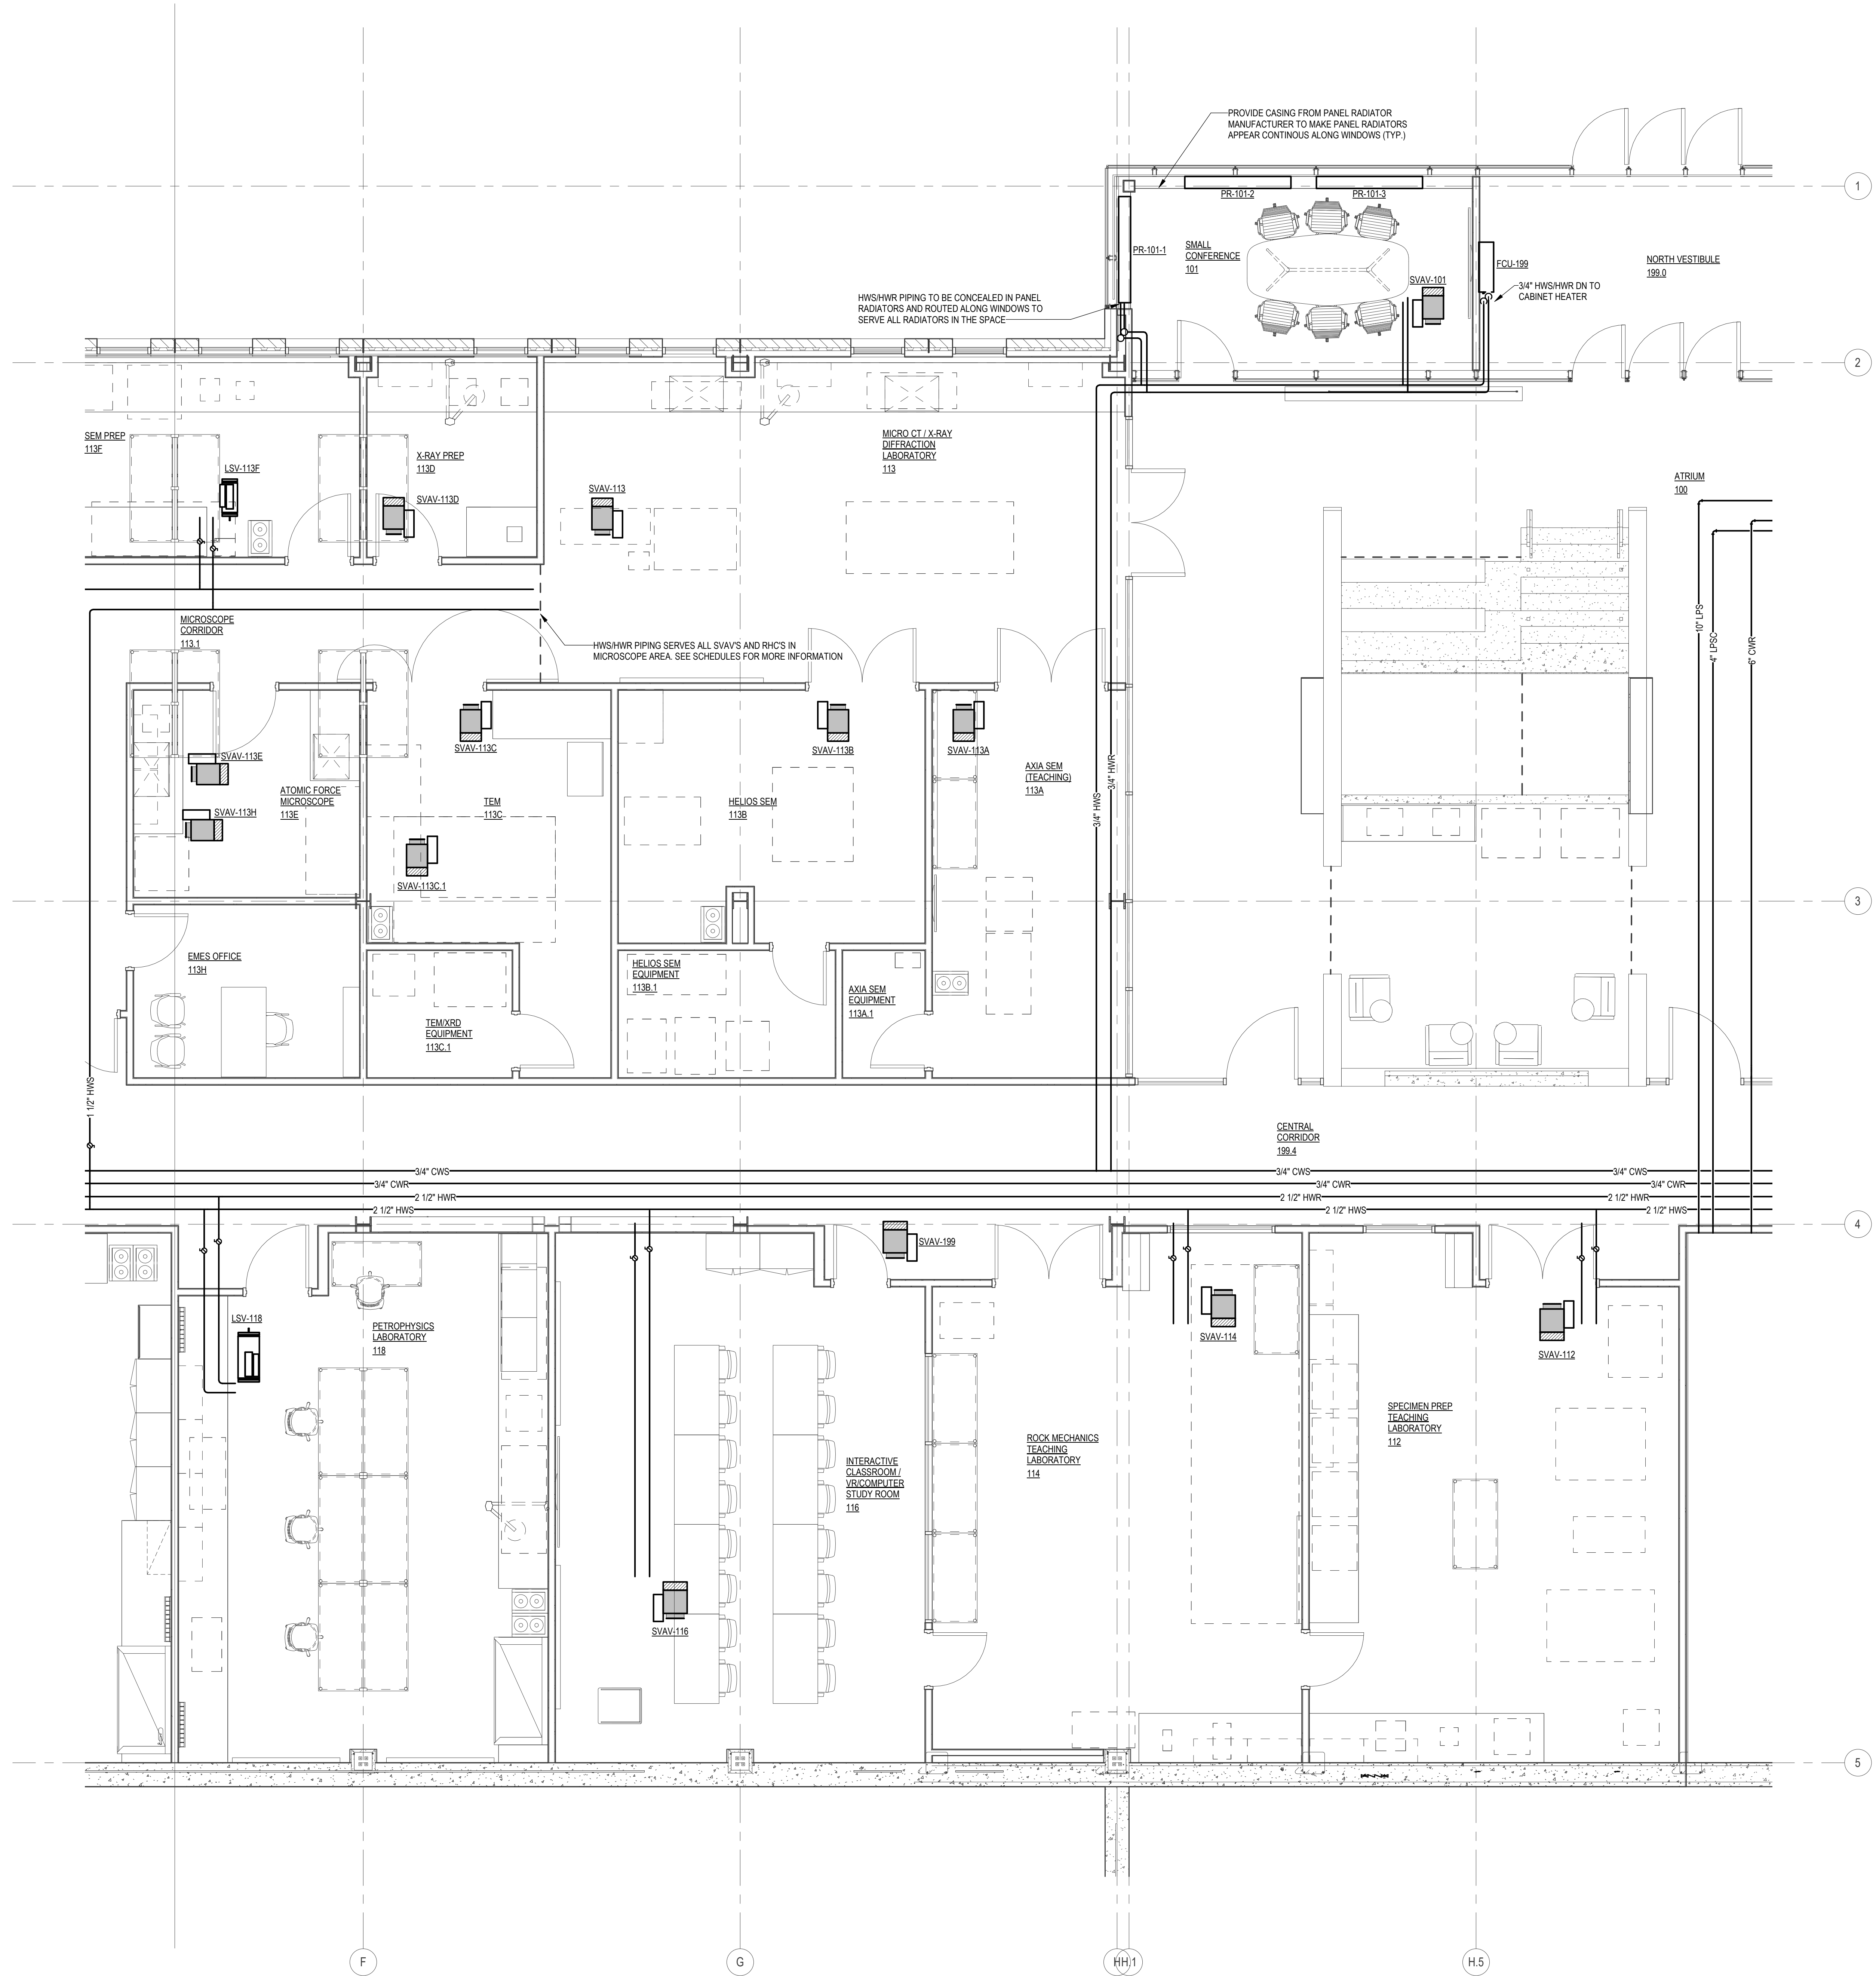 PROVIDE CASING FROM PANEL RADIATOR
MANUFACTURER TO MAKE PANEL RADIATORS
APPEAR CONTINOUS ALONG WINDOWS (TYP.)
1
PR-101-2
PR-101-3
PR-101-1
SMALL
CONFERENCE
101
SVAV-101
FCU-199
3/4" HWS/HWR DN TO
CABINET HEATER
NORTH VESTIBULE
199.0
HWS/HWR PIPING TO BE CONCEALED IN PANEL
RADIATORS AND ROUTED ALONG WINDOWS TO
SERVE ALL RADIATORS IN THE SPACE
2
SEM PREP
113F
LSV-113F
X-RAY PREP
113D
SVAV-113D
SVAV-113
MICRO CT / X-RAY
DIFFRACTION
LABORATORY
113
ATRIUM
100
10" LPS
4" LPSC
6" CWR
MICROSCOPE
CORRIDOR
113.1
HWS/HWR PIPING SERVES ALL SVAV'S AND RHC'S IN
MICROSCOPE AREA. SEE SCHEDULES FOR MORE INFORMATION
SVAV-113E
SVAV-113H
ATOMIC FORCE
MICROSCOPE
113E
SVAV-113C
TEM
113C
SVAV-113C.1
SVAV-113B
HELIOS SEM
113B
SVAV-113A
AXIA SEM
(TEACHING)
113A
3/4" HWS
3/4" HWR
3
EMES OFFICE
113H
TEM/XRD
EQUIPMENT
113C.1
HELIOS SEM
EQUIPMENT
113B.1
AXIA SEM
EQUIPMENT
113A.1
1 1/2" HWS
CENTRAL
CORRIDOR
199.4
3/4" CWS
3/4" CWS
3/4" CWS
3/4" CWR
3/4" CWR
3/4" CWR
2 1/2" HWR
2 1/2" HWR
2 1/2" HWR
2 1/2" HWS
2 1/2" HWS
2 1/2" HWS
4
SVAV-199
LSV-118
PETROPHYSICS
LABORATORY
118
SVAV-114
SVAV-112
SPECIMEN PREP
TEACHING
LABORATORY
112
ROCK MECHANICS
TEACHING
LABORATORY
114
INTERACTIVE
CLASSROOM /
VR/COMPUTER
STUDY ROOM
116
SVAV-116
5
F
G
H
H.1
H.5